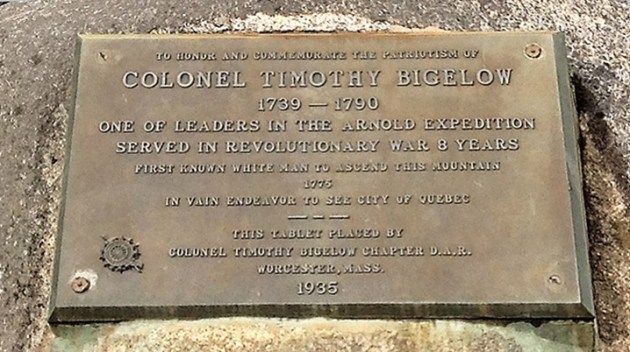 TO HONOR AND COMMEMORATE THE PATRIOTISM OF
COLONEL TIMOTHY BIGELOW
1739 — 1790
ONE OF LEADERS IN THE ARNOLD EXPEDITION
SERVED IN REVOLUTIONARY WAR 8 YEARS
FIRST KNOWN WHITE MAN TO ASCEND THIS MOUNTAIN
1775
IN VAIN ENDEAVOR TO SEE CITY OF QUEBEC
THIS TABLET PLACED BY
COLONEL TIMOTHY BIGELOW CHAPTER D.A.R.
WORCESTER, MASS.
1935